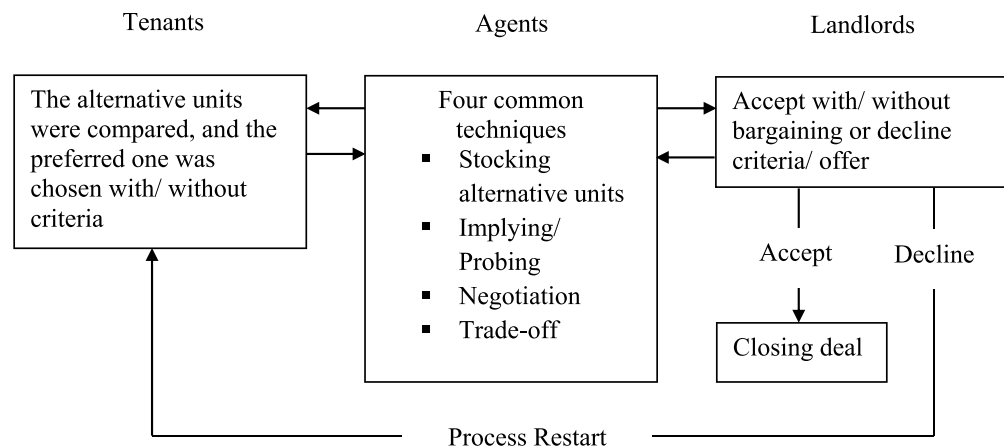 Tenants
Agents
Landlords
The alternative units
were compared, and the
preferred one was
chosen with/ without
criteria
Four common
techniques
▪ Stocking
alternative units
▪ Implying/
Probing
▪ Negotiation
▪ Trade-off
Accept with/ without
bargaining or decline
criteria/ offer
Accept
Decline
Closing deal
Process Restart